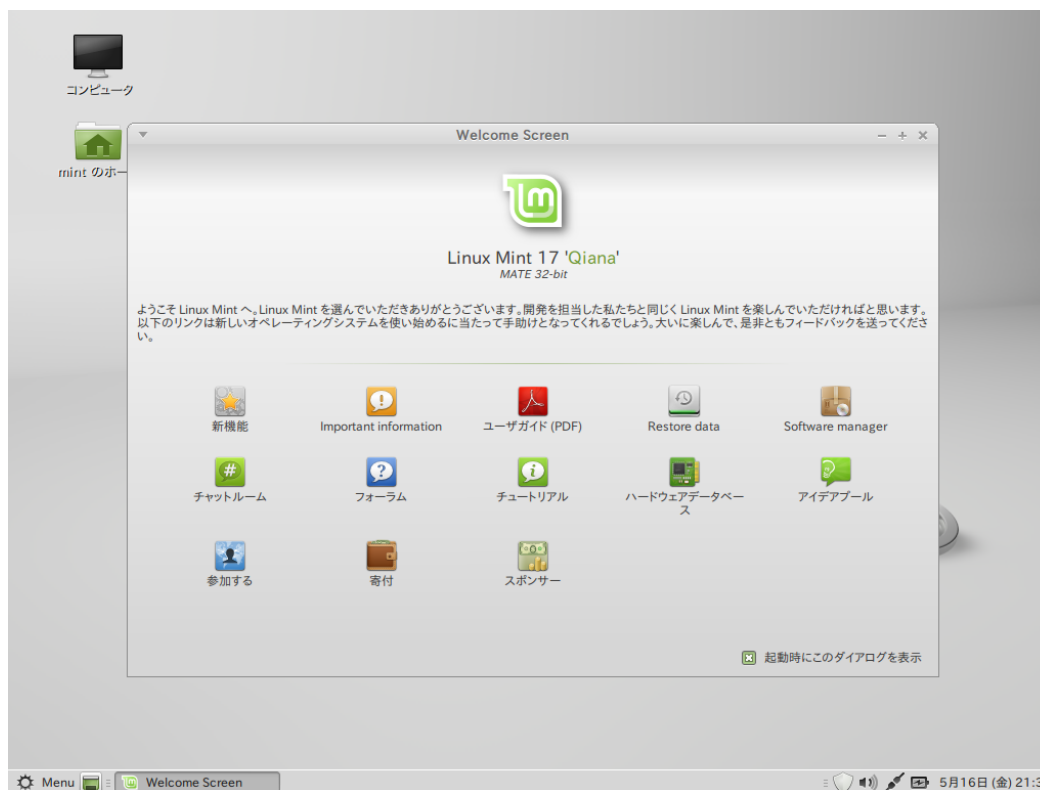 コンピュータ
mint のホー
Welcome Screen
Linux Mint 17 'Qiana'
MATE 32-bit
ようこそ Linux Mint へ。Linux Mint を選んでいただきありがとうございます。開発を担当した私たちと同じく Linux Mint を楽しんでいただければと思います。
以下のリンクは新しいオペレーティングシステムを使い始めるに当たって手助けとなってくれるでしょう。大いに楽しんで、是非ともフィードバックを送ってくださ
い。
新機能 Important information ユーザガイド (PDF) Restore data Software manager
チャットルーム フォーラム チュートリアル ハードウェアデータベー アイデアプール
ス
参加する 寄付 スポンサー
起動時にこのダイアログを表示
Menu Welcome Screen 5月16日 (金) 21:3